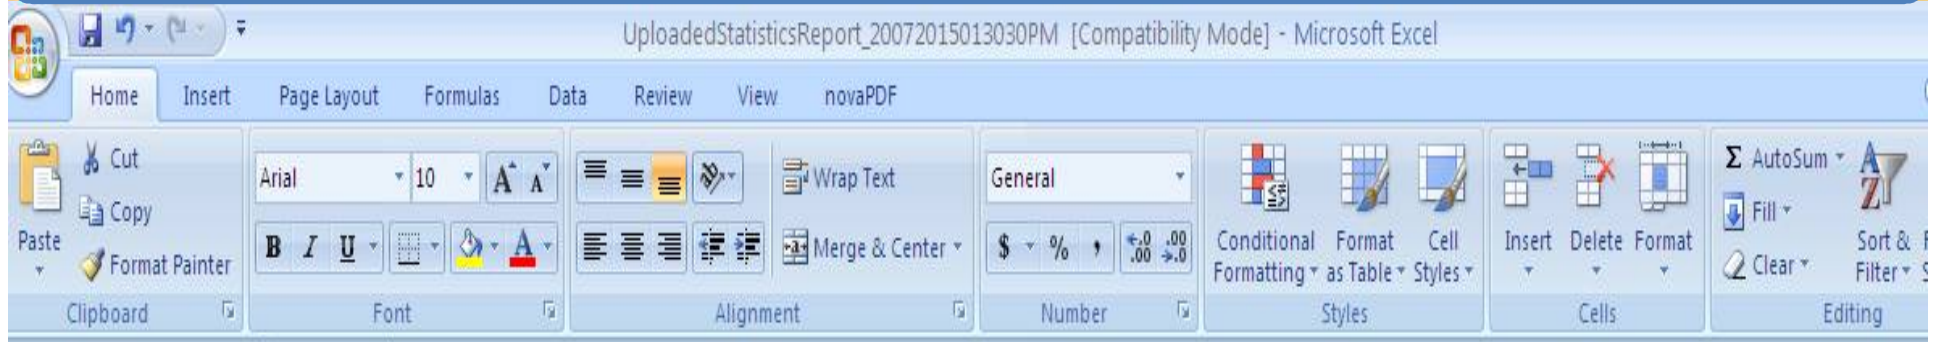 UploadedStatisticsReport_20072015013030PM [Compatibility Mode] - Microsoft Excel
Home Insert Page Layout Formulas Data Review View novaPDF
Paste
Cut
Copy
Format Painter
Clipboard
Arial 10 A A
B I U A
Font
Wrap Text
Merge & Center
Alignment
General
$ % , .0 .00 .00 .0
Number
Conditional Formatting
Format as Table
Cell Styles
Styles
Insert Delete Format
Cells
Σ AutoSum
Fill
Clear
A Z
Sort & Filter
Editing